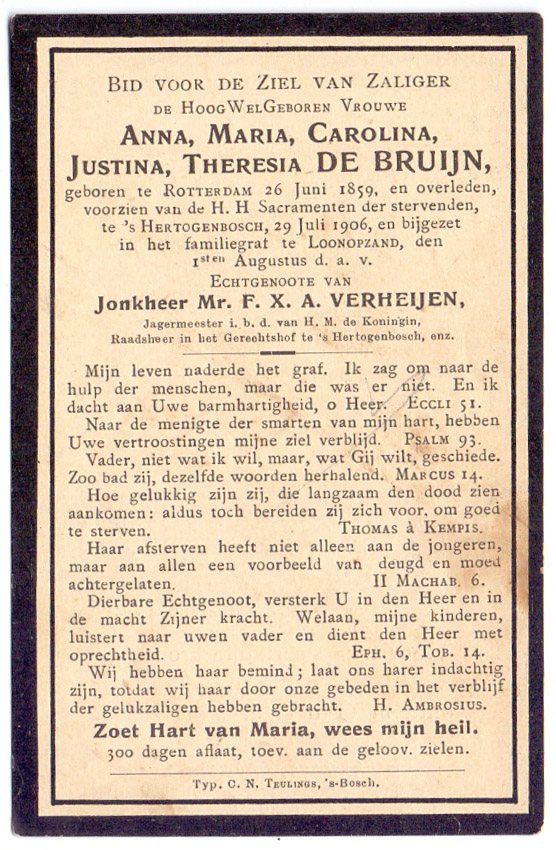 Bid voor de Ziel van Zaliger
de HoogWelGeboren Vrouwe
Anna, Maria, Carolina,
Justina, Theresia DE BRUIJN,
geboren te Rotterdam 26 Juni 1859, en overleden,
voorzien van de H. H Sacramenten der stervenden,
te 's Hertogenbosch, 29 Juli 1906, en bijgezet
in het familiegraf te Loonopzand, den
1sten Augustus d. a. v.
Echtgenoote van
Jonkheer Mr. F. X. A. VERHEIJEN,
Jagermeester i. b. d. van H. M. de Koningin,
Raadsheer in het Gerechtshof te 's Hertogenbosch, enz.
Mijn leven naderde het graf. Ik zag om naar de
hulp der menschen, maar die was er niet. En ik
dacht aan Uwe barmhartigheid, o Heer. Eccli 51.
Naar de menigte der smarten van mijn hart, hebben
Uwe vertroostingen mijne ziel verblijd. Psalm 93.
Vader, niet wat ik wil, maar, wat Gij wilt, geschiede.
Zoo bad zij, dezelfde woorden herhalend. Marcus 14.
Hoe gelukkig zijn zij, die langzaam den dood zien
aankomen: aldus toch bereiden zij zich voor, om goed
te sterven. Thomas à Kempis.
Haar afsterven heeft niet alleen aan de jongeren,
maar aan allen een voorbeeld van deugd en moed
achtergelaten. II Machab. 6.
Dierbare Echtgenoot, versterk U in den Heer en in
de macht Zijner kracht. Welaan, mijne kinderen,
luistert naar uwen vader en dient den Heer met
oprechtheid. Eph. 6, Tob. 14.
Wij hebben haar bemind; laat ons harer indachtig
zijn, totdat wij haar door onze gebeden in het verblijf
der gelukzaligen hebben gebracht. H. Ambrosius.
Zoet Hart van Maria, wees mijn heil.
300 dagen aflaat, toev. aan de geloov. zielen.
Typ. C. N. Teulings, 's-Bosch.